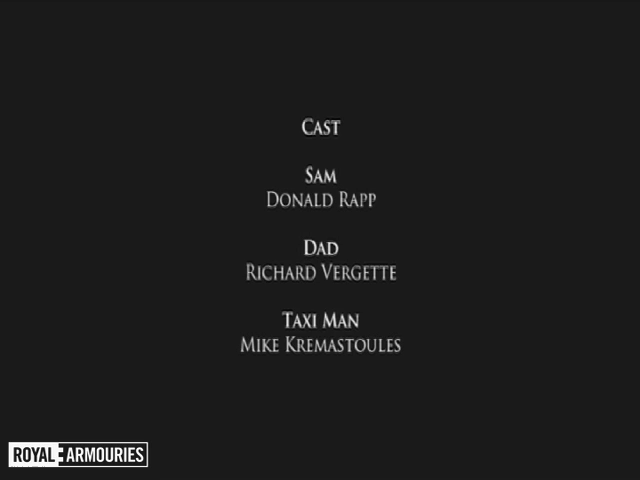 CAST
SAM
DONALD RAPP
DAD
RICHARD VERGETTE
TAXI MAN
MIKE KREMASTOULES
ROYAL ARMOURIES